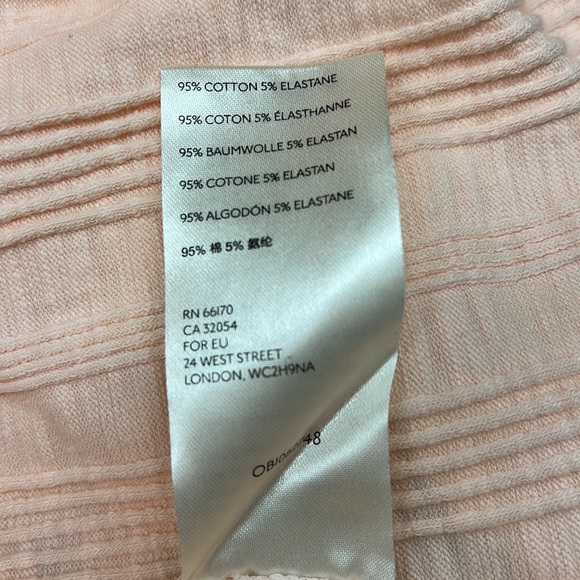 95% COTTON 5% ELASTANE
95% COTON 5% ÉLASTHANNE
95% BAUMWOLLE 5% ELASTAN
95% COTONE 5% ELASTAN
95% ALGODÓN 5% ELASTANE
95% 棉 5% 氨纶
RN 66170
CA 32054
FOR EU
24 WEST STREET
LONDON, WC2H9NA